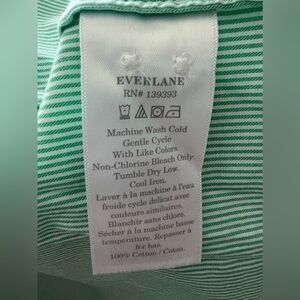 EVERLANE
RN# 139393
Machine Wash Cold
Gentle Cycle
With Like Colors.
Non-Chlorine Bleach Only.
Tumble Dry Low.
Cool Iron.
Laver à la machine à l'eau
froide cycle delicat avec
couleurs similaires.
Blanchir sans chlore.
Sécher à la machine basse
temperature. Repasser à
fer bas.
100% Cotton / Coton.